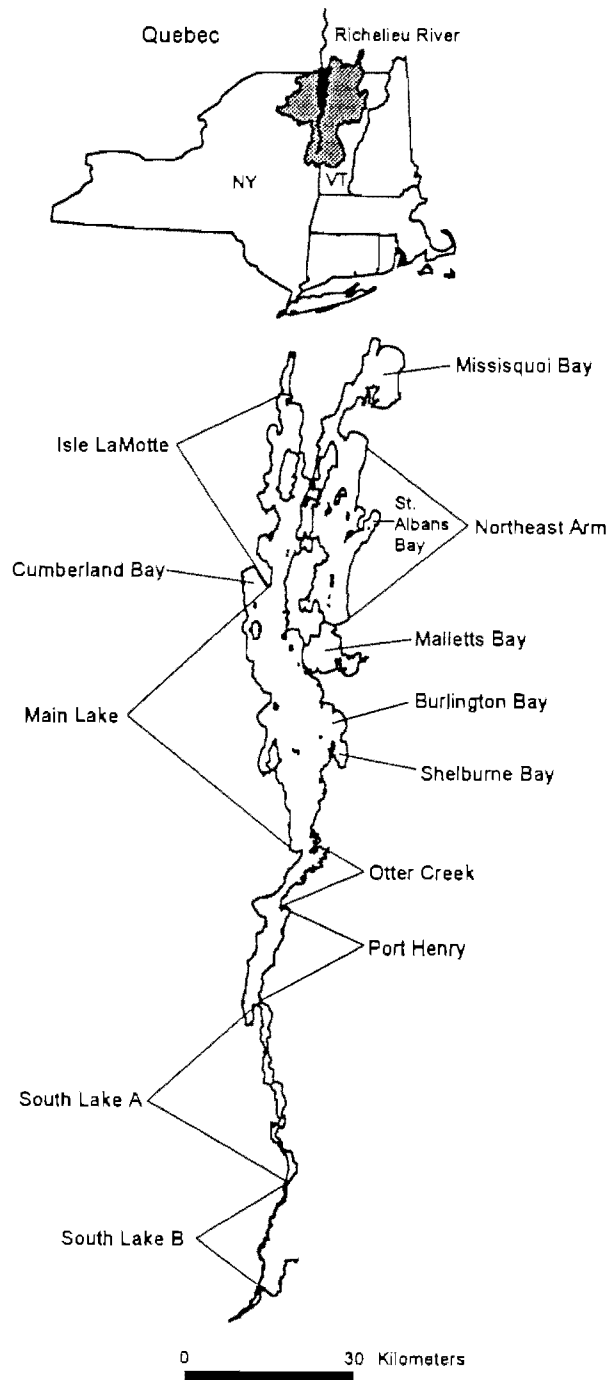 Quebec
Richelieu River
NY
VT
Missisquoi Bay
Isle LaMotte
St.
Albans
Bay
Northeast Arm
Cumberland Bay
Malletts Bay
Main Lake
Burlington Bay
Shelburne Bay
Otter Creek
Port Henry
South Lake A
South Lake B
0 30 Kilometers